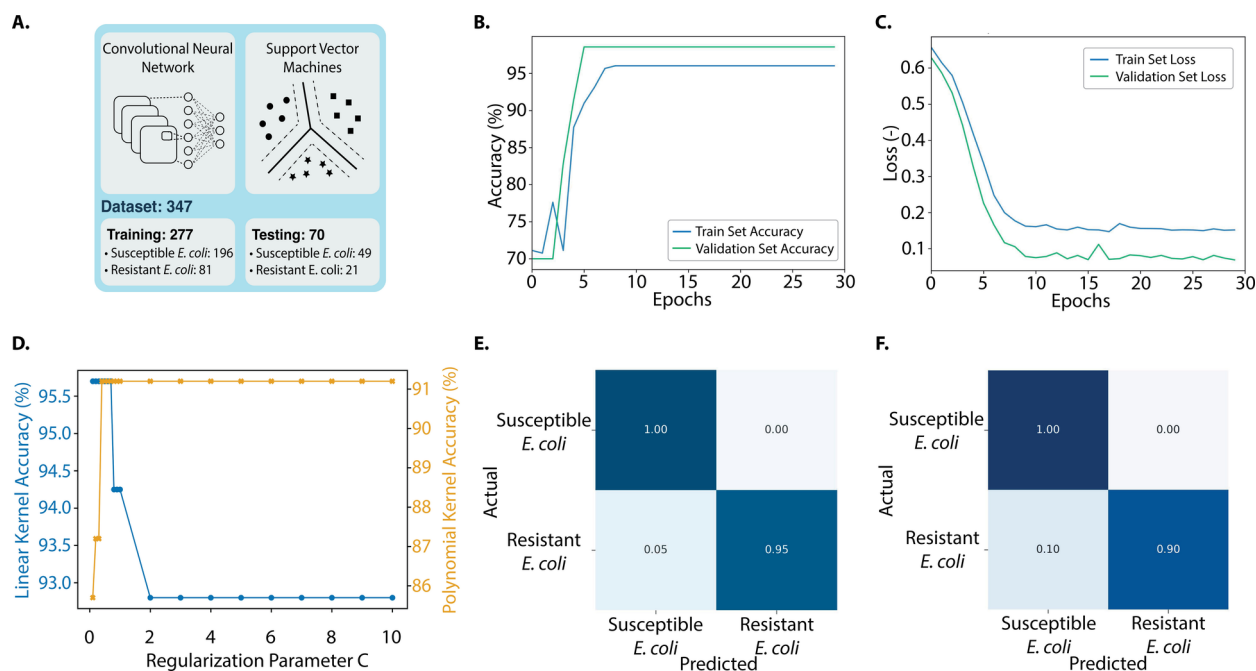 A.
Convolutional Neural
Network
Support Vector
Machines
Dataset: 347
Training: 277
• Susceptible E. coli: 196
• Resistant E. coli: 81
Testing: 70
• Susceptible E. coli: 49
• Resistant E. coli: 21
B.
Accuracy (%)
95
90
85
80
75
70
Train Set Accuracy
Validation Set Accuracy
0 5 10 15 20 25 30
Epochs
C.
Loss (-)
0.6
0.5
0.4
0.3
0.2
0.1
Train Set Loss
Validation Set Loss
0 5 10 15 20 25 30
Epochs
D.
Linear Kernel Accuracy (%)
95.5
95.0
94.5
94.0
93.5
93.0
Polynomial Kernel Accuracy (%)
91
90
89
88
87
86
0 2 4 6 8 10
Regularization Parameter C
E.
Actual
Susceptible
E. coli
1.00 0.00
Resistant
E. coli
0.05 0.95
Susceptible Resistant
E. coli E. coli
Predicted
F.
Actual
Susceptible
E. coli
1.00 0.00
Resistant
E. coli
0.10 0.90
Susceptible Resistant
E. coli E. coli
Predicted